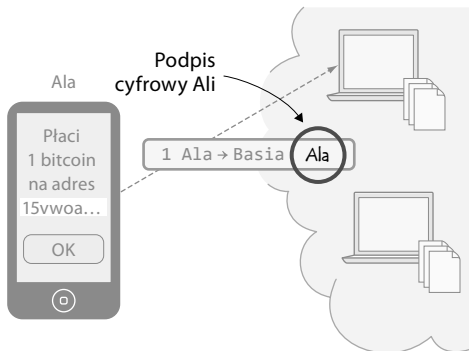 Podpis
cyfrowy Ali
Ala
Płaci
1 bitcoin
na adres
15vwoa...
OK
1 Ala → Basia Ala